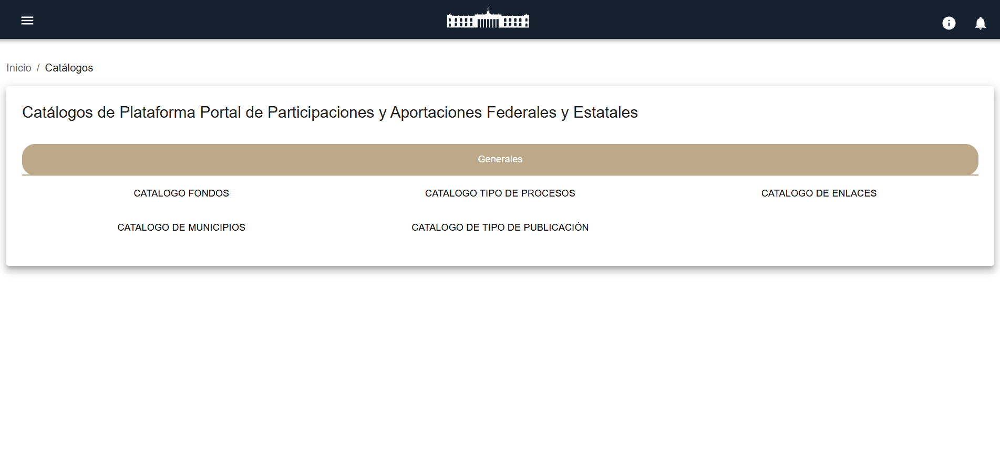 Inicio / Catálogos
Catálogos de Plataforma Portal de Participaciones y Aportaciones Federales y Estatales
Generales
CATALOGO FONDOS
CATALOGO TIPO DE PROCESOS
CATALOGO DE ENLACES
CATALOGO DE MUNICIPIOS
CATALOGO DE TIPO DE PUBLICACIÓN